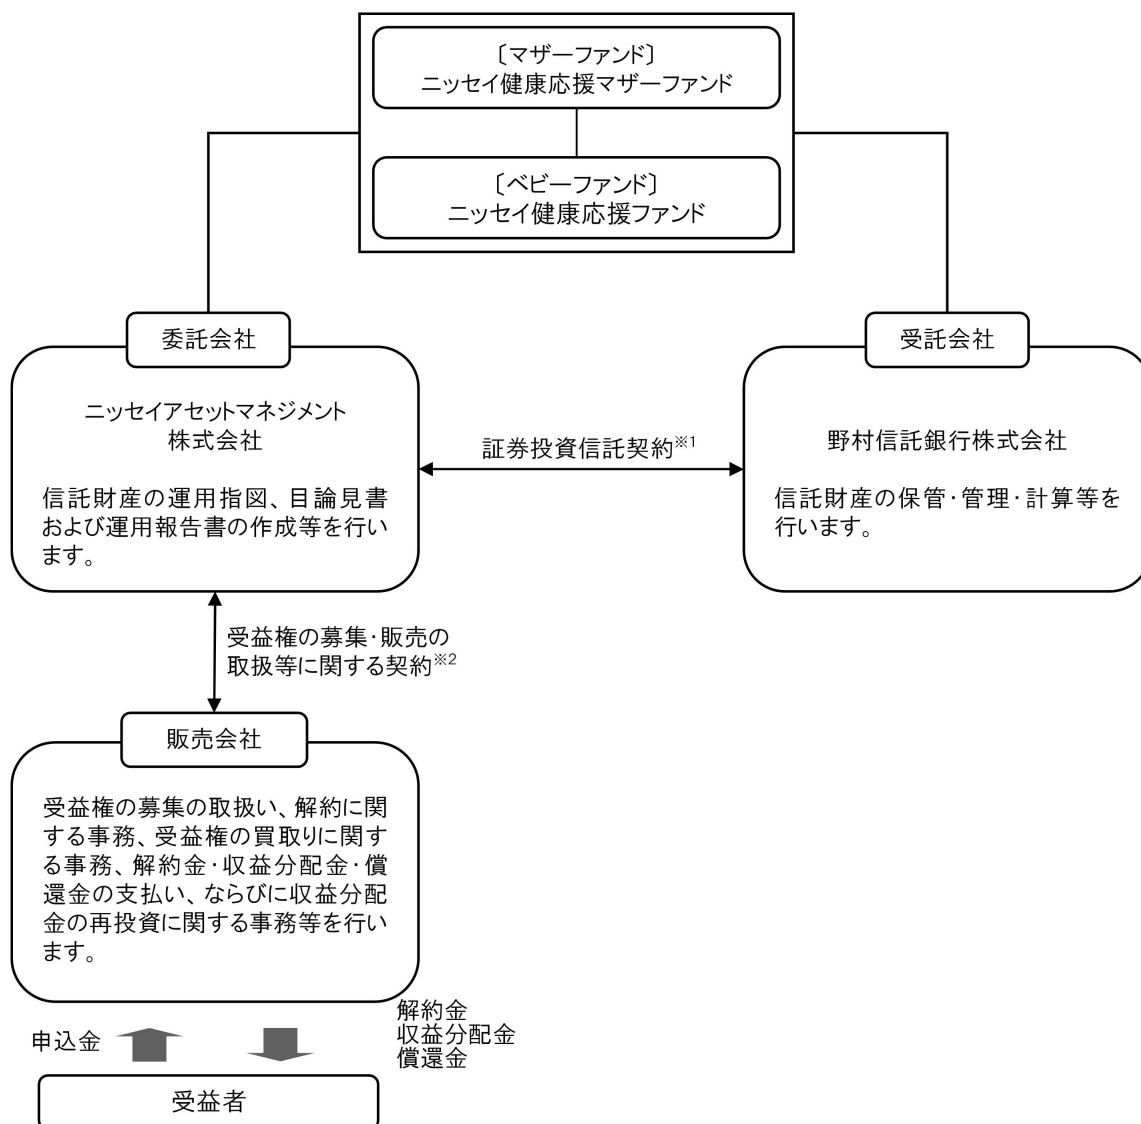 〔マザーファンド〕
ニッセイ健康応援マザーファンド
〔ベビーファンド〕
ニッセイ健康応援ファンド
委託会社
ニッセイアセットマネジメント
株式会社
信託財産の運用指図、目論見書
および運用報告書の作成等を行い
ます。
証券投資信託契約※1
受託会社
野村信託銀行株式会社
信託財産の保管・管理・計算等を
行います。
受益権の募集・販売の
取扱等に関する契約※2
販売会社
受益権の募集の取扱い、解約に関
する事務、受益権の買取りに関す
る事務、解約金・収益分配金・償
還金の支払い、ならびに収益分配
金の再投資に関する事務等を行い
ます。
申込金
解約金
収益分配金
償還金
受益者